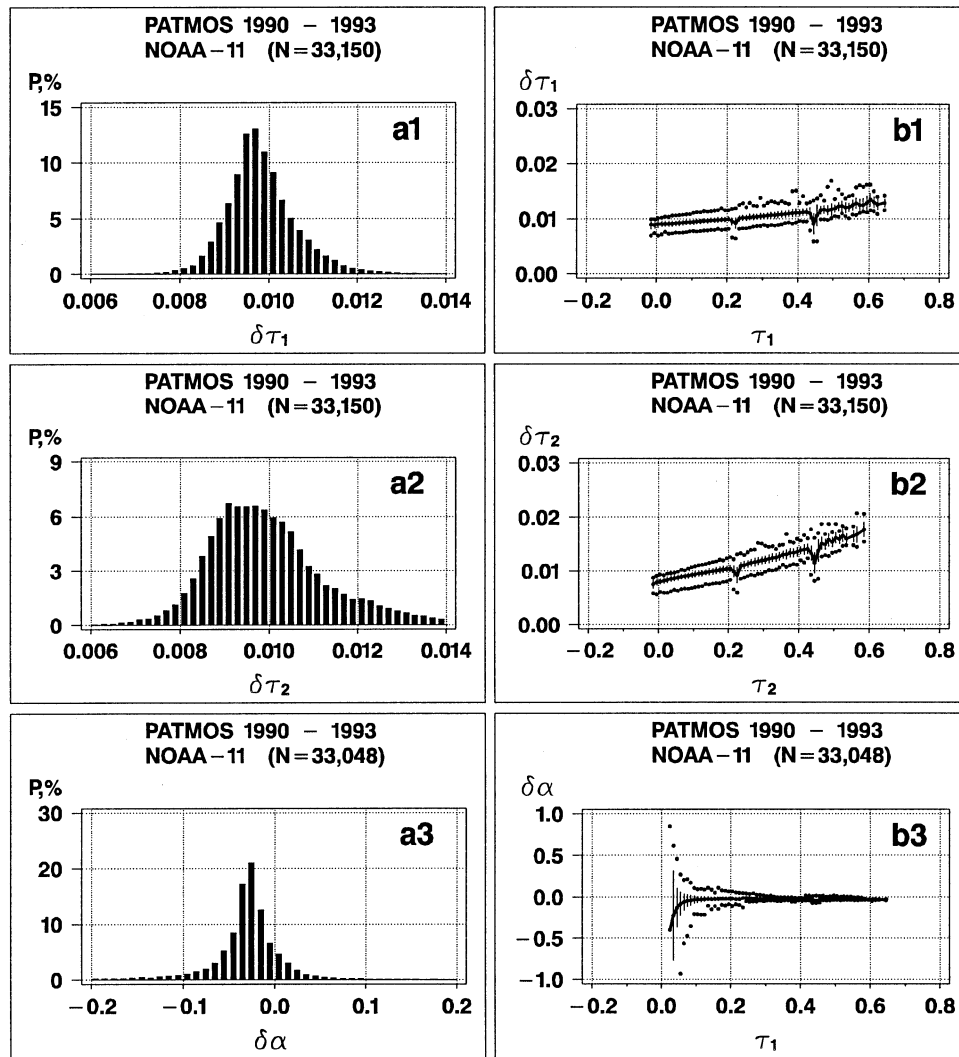 PATMOS 1990 – 1993
NOAA–11 (N=33,150)
P,%
a1
15
10
5
0
0.006 0.008 0.010 0.012 0.014
δτ1
PATMOS 1990 – 1993
NOAA–11 (N=33,150)
δτ1
b1
0.03
0.02
0.01
0.00
−0.2 0.0 0.2 0.4 0.6 0.8
τ1
PATMOS 1990 – 1993
NOAA–11 (N=33,150)
P,%
a2
9
6
3
0
0.006 0.008 0.010 0.012 0.014
δτ2
PATMOS 1990 – 1993
NOAA–11 (N=33,150)
δτ2
b2
0.03
0.02
0.01
0.00
−0.2 0.0 0.2 0.4 0.6 0.8
τ2
PATMOS 1990 – 1993
NOAA–11 (N=33,048)
P,%
a3
30
20
10
0
−0.2 −0.1 0.0 0.1 0.2
δα
PATMOS 1990 – 1993
NOAA–11 (N=33,048)
δα
b3
1.0
0.5
0.0
−0.5
−1.0
−0.2 0.0 0.2 0.4 0.6 0.8
τ1